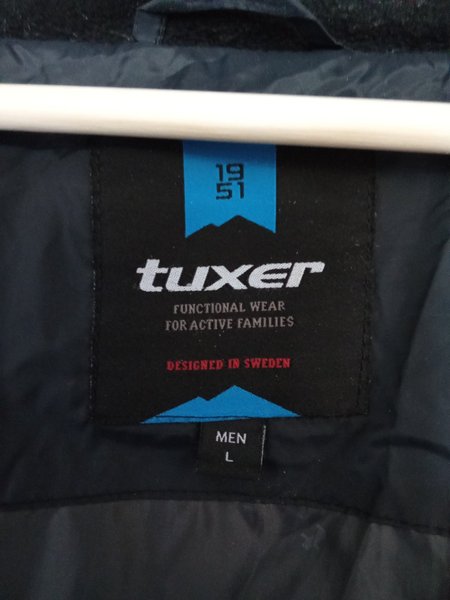 19
51
tuxer
FUNCTIONAL WEAR
FOR ACTIVE FAMILIES
DESIGNED IN SWEDEN
MEN
L